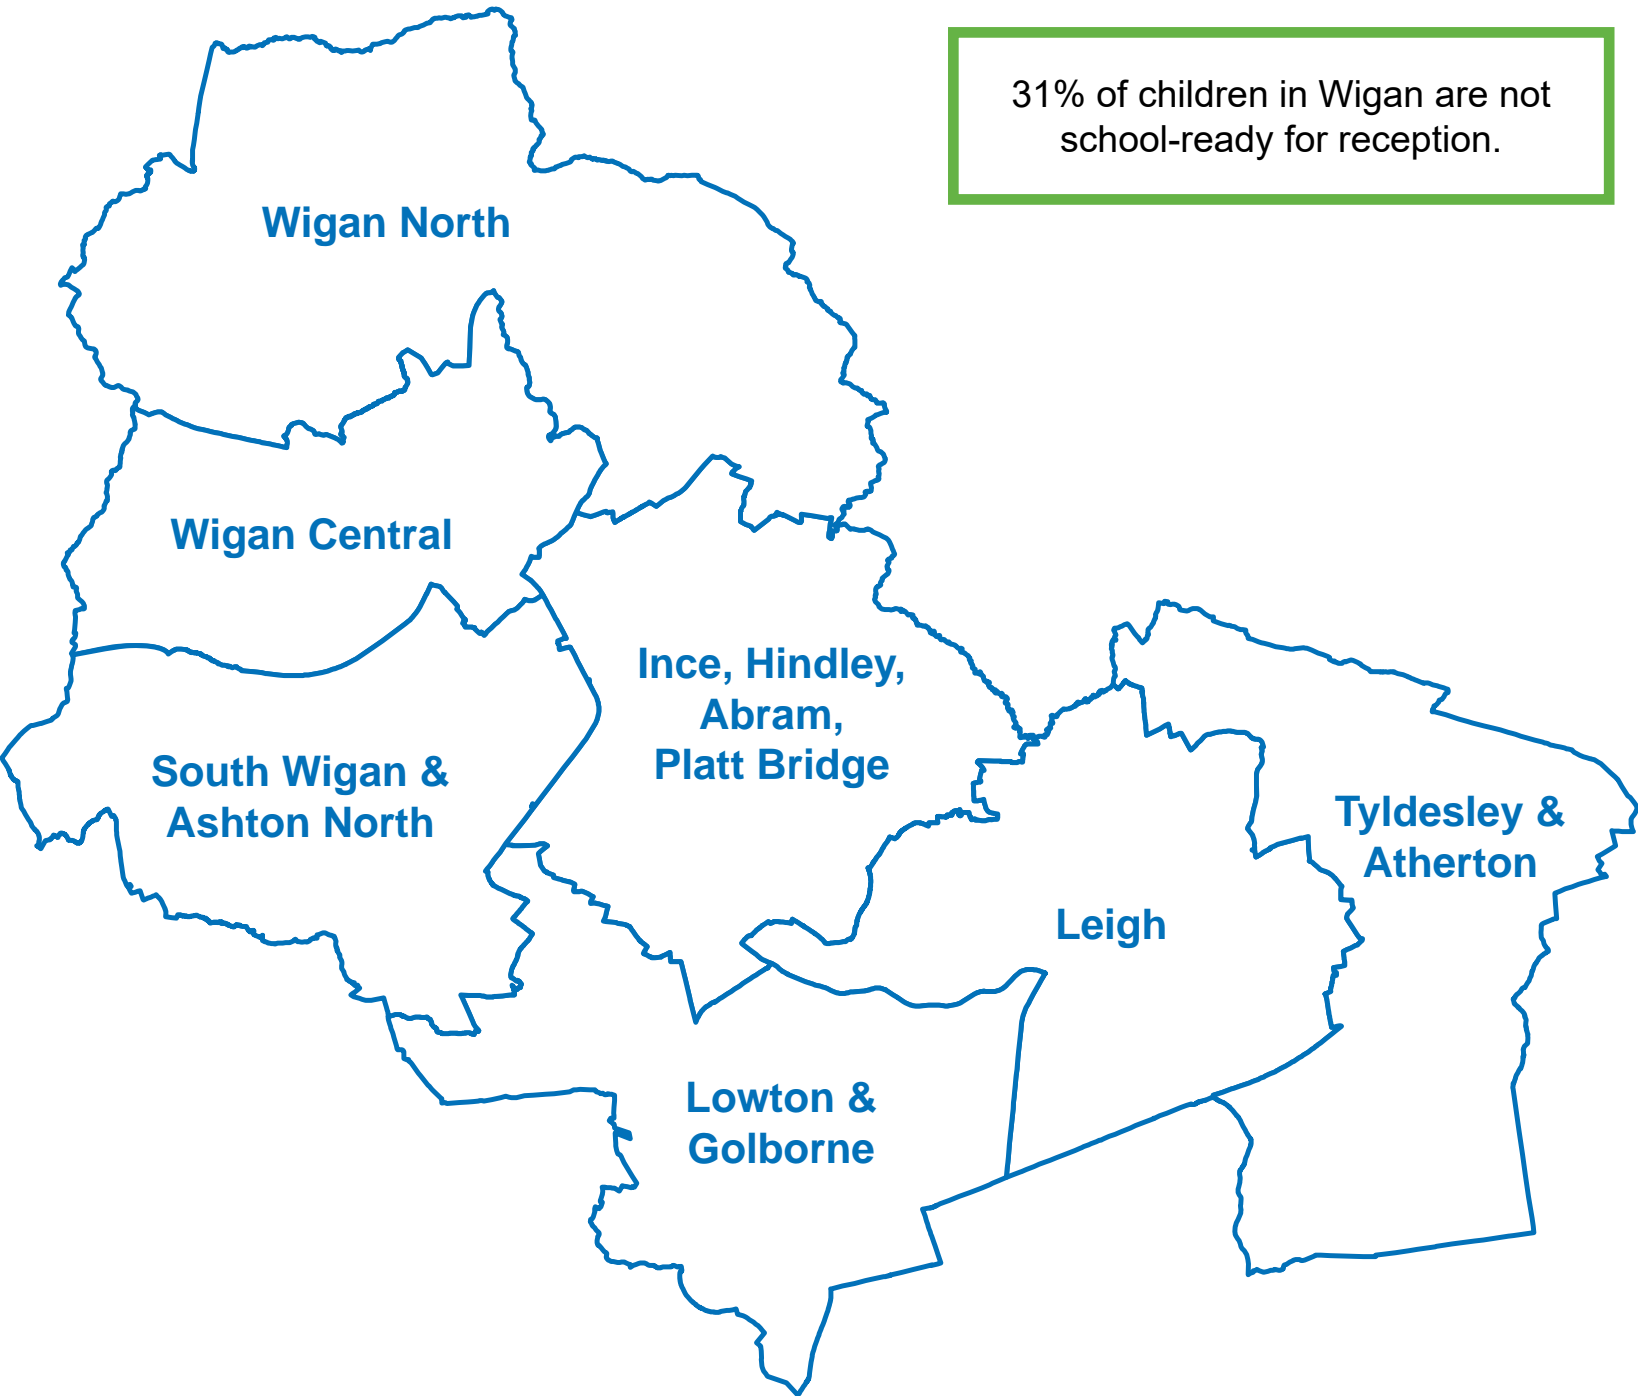 31% of children in Wigan are not
school-ready for reception.
Wigan North
Wigan Central
Ince, Hindley,
Abram,
Platt Bridge
South Wigan &
Ashton North
Tyldesley &
Atherton
Leigh
Lowton &
Golborne